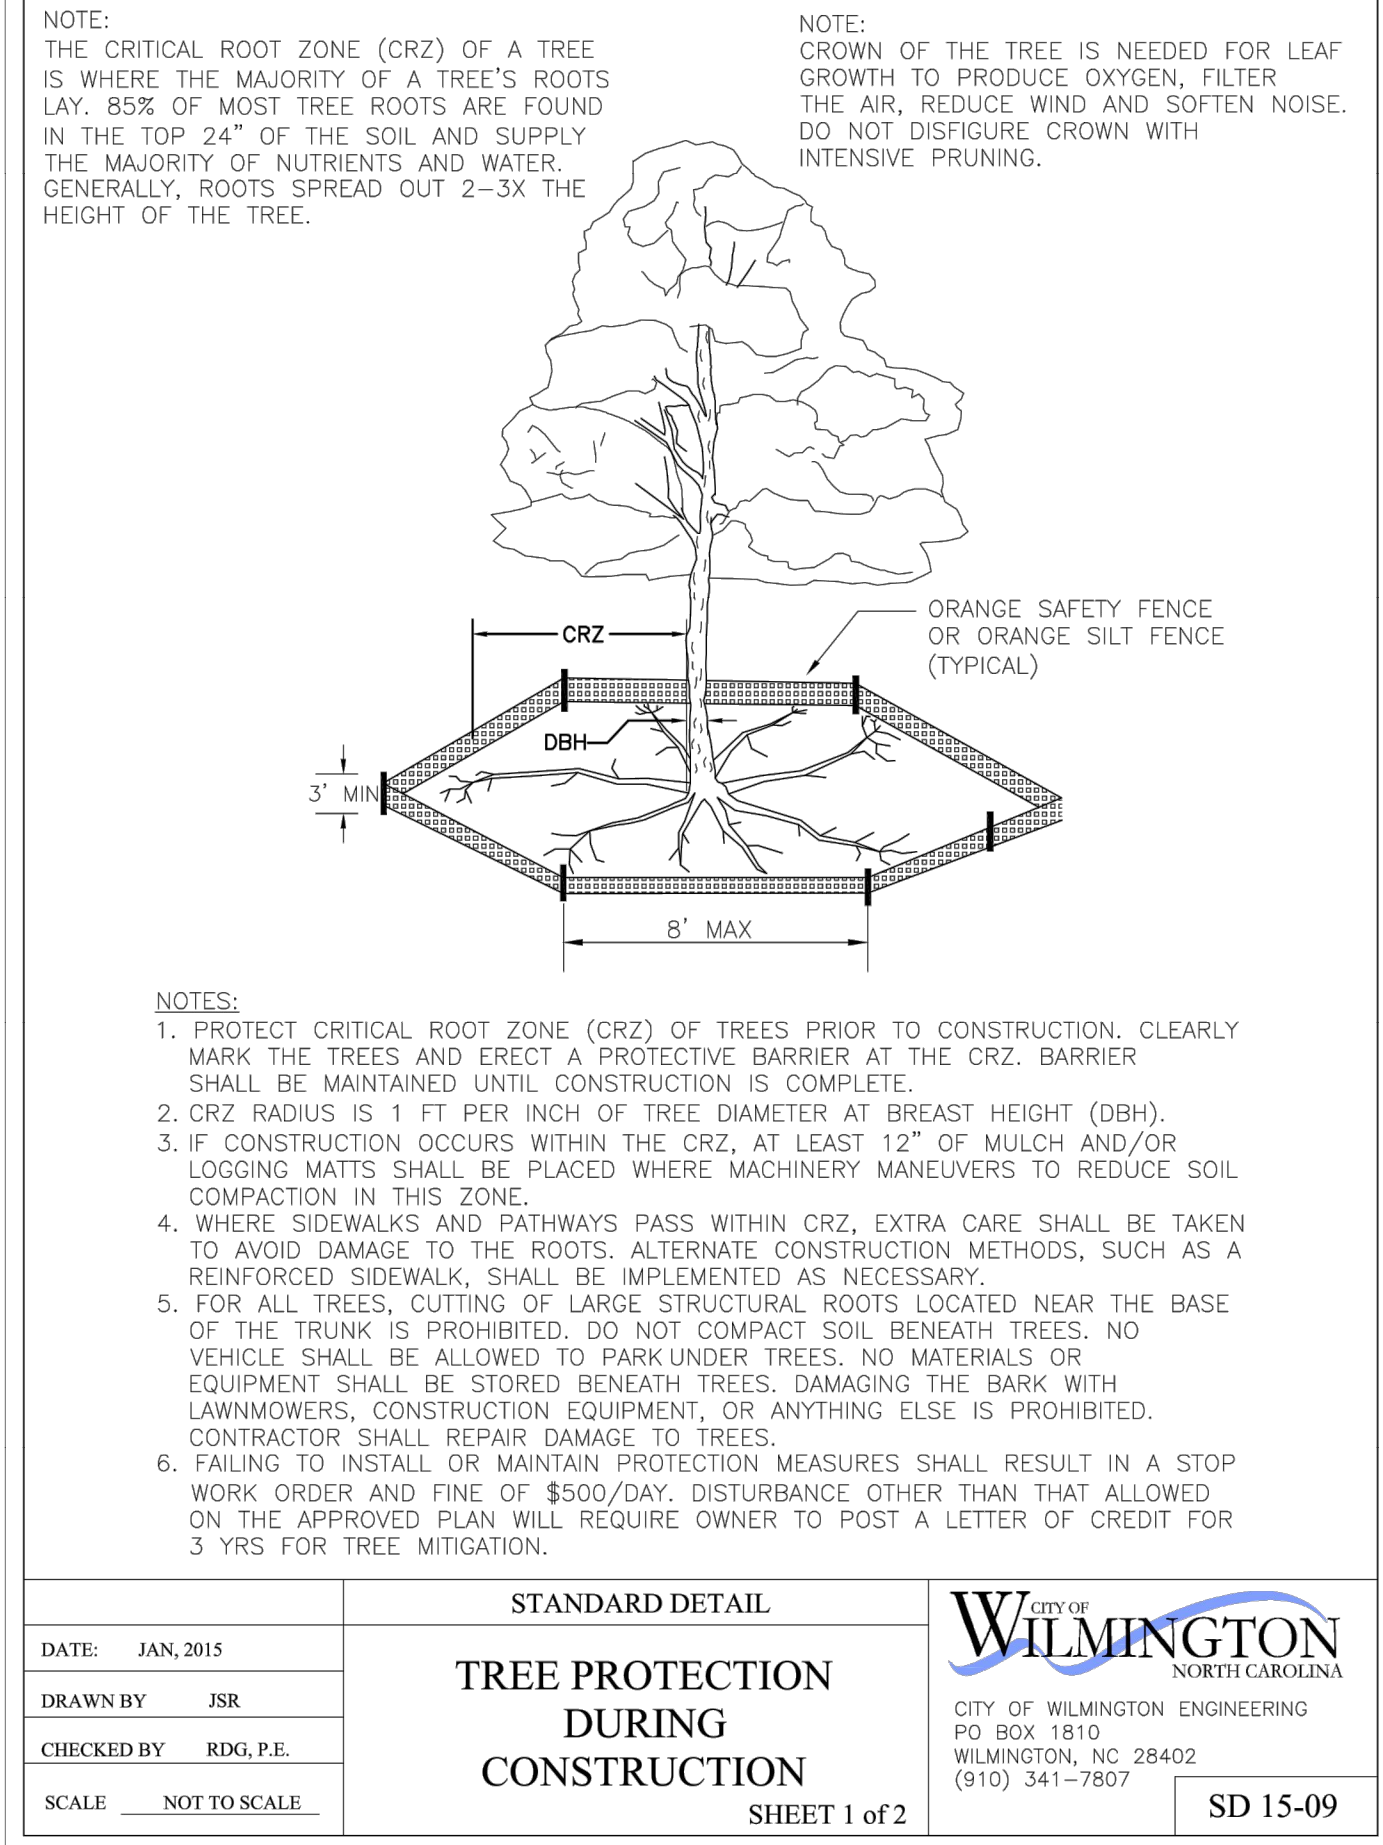 NOTE:
THE CRITICAL ROOT ZONE (CRZ) OF A TREE
IS WHERE THE MAJORITY OF A TREE'S ROOTS
LAY. 85% OF MOST TREE ROOTS ARE FOUND
IN THE TOP 24" OF THE SOIL AND SUPPLY
THE MAJORITY OF NUTRIENTS AND WATER.
GENERALLY, ROOTS SPREAD OUT 2-3X THE
HEIGHT OF THE TREE.
NOTE:
CROWN OF THE TREE IS NEEDED FOR LEAF
GROWTH TO PRODUCE OXYGEN, FILTER
THE AIR, REDUCE WIND AND SOFTEN NOISE.
DO NOT DISFIGURE CROWN WITH
INTENSIVE PRUNING.
ORANGE SAFETY FENCE
OR ORANGE SILT FENCE
(TYPICAL)
CRZ
DBH
3' MIN
8' MAX
NOTES:
1. PROTECT CRITICAL ROOT ZONE (CRZ) OF TREES PRIOR TO CONSTRUCTION. CLEARLY
MARK THE TREES AND ERECT A PROTECTIVE BARRIER AT THE CRZ. BARRIER
SHALL BE MAINTAINED UNTIL CONSTRUCTION IS COMPLETE.
2. CRZ RADIUS IS 1 FT PER INCH OF TREE DIAMETER AT BREAST HEIGHT (DBH).
3. IF CONSTRUCTION OCCURS WITHIN THE CRZ, AT LEAST 12" OF MULCH AND/OR
LOGGING MATTS SHALL BE PLACED WHERE MACHINERY MANEUVERS TO REDUCE SOIL
COMPACTION IN THIS ZONE.
4. WHERE SIDEWALKS AND PATHWAYS PASS WITHIN CRZ, EXTRA CARE SHALL BE TAKEN
TO AVOID DAMAGE TO THE ROOTS. ALTERNATE CONSTRUCTION METHODS, SUCH AS A
REINFORCED SIDEWALK, SHALL BE IMPLEMENTED AS NECESSARY.
5. FOR ALL TREES, CUTTING OF LARGE STRUCTURAL ROOTS LOCATED NEAR THE BASE
OF THE TRUNK IS PROHIBITED. DO NOT COMPACT SOIL BENEATH TREES. NO
VEHICLE SHALL BE ALLOWED TO PARK UNDER TREES. NO MATERIALS OR
EQUIPMENT SHALL BE STORED BENEATH TREES. DAMAGING THE BARK WITH
LAWNMOWERS, CONSTRUCTION EQUIPMENT, OR ANYTHING ELSE IS PROHIBITED.
CONTRACTOR SHALL REPAIR DAMAGE TO TREES.
6. FAILING TO INSTALL OR MAINTAIN PROTECTION MEASURES SHALL RESULT IN A STOP
WORK ORDER AND FINE OF $500/DAY. DISTURBANCE OTHER THAN THAT ALLOWED
ON THE APPROVED PLAN WILL REQUIRE OWNER TO POST A LETTER OF CREDIT FOR
3 YRS FOR TREE MITIGATION.
DATE: JAN, 2015
DRAWN BY JSR
CHECKED BY RDG, P.E.
SCALE NOT TO SCALE
STANDARD DETAIL
TREE PROTECTION
DURING
CONSTRUCTION
SHEET 1 of 2
CITY OF
WILMINGTON
NORTH CAROLINA
CITY OF WILMINGTON ENGINEERING
PO BOX 1810
WILMINGTON, NC 28402
(910) 341-7807
SD 15-09